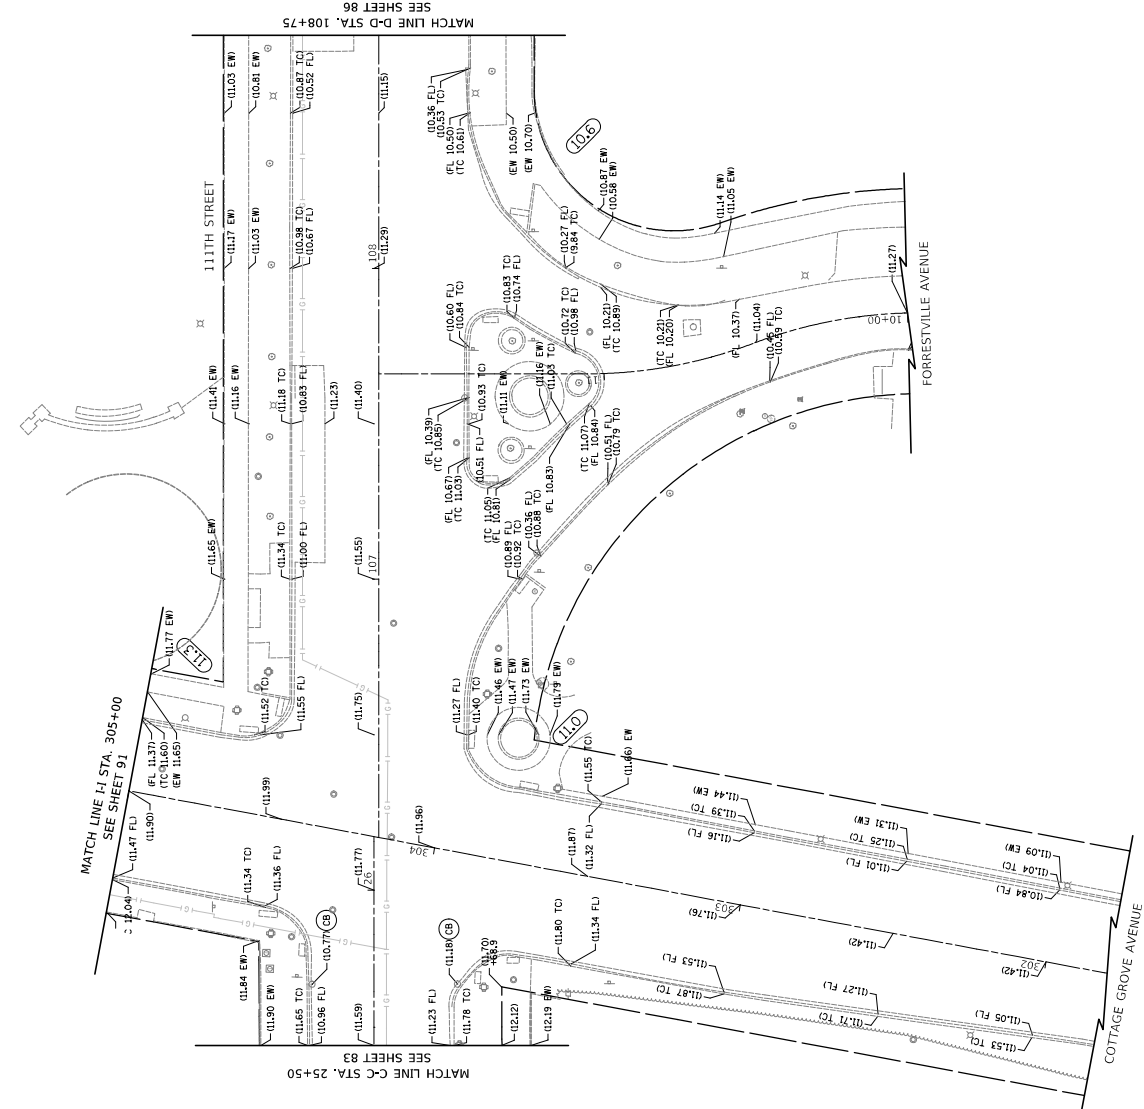 MATCH LINE D-D STA. 108+75
SEE SHEET 86
(11.03 EW)
(10.81 EW)
(10.87 TC)
(10.52 FL)
(11.15)
(10.36 FL)
(10.53 TC)
(FL 10.50)
(TC 10.61)
(EW 10.50)
(EW 10.70)
10.6
(10.87 EW)
(10.58 EW)
(11.14 EW)
(11.05 EW)
111TH STREET
(11.17 EW)
(11.03 EW)
(10.98 TC)
(10.67 FL)
108
(11.29)
(10.27 FL)
(9.84 TC)
(11.27)
FORRESTVILLE AVENUE
10+00
(10.60 FL)
(10.84 TC)
(10.83 TC)
(10.74 FL)
(10.72 TC)
(10.98 FL)
(FL 10.21)
(TC 10.89)
(TC 10.21)
(FL 10.20)
(FL 10.37)
(11.04)
(10.45 FL)
(10.59 TC)
(11.41 EW)
(11.16 EW)
(11.18 TC)
(10.83 FL)
(11.23)
(11.40)
(10.93 TC)
(11.11 EW)
(11.16 EW)
(11.03 TC)
11
(FL 10.39)
(TC 10.85)
(10.51 FL)
(FL 10.67)
(TC 11.03)
(TC 11.05)
(FL 10.81)
(FL 10.83)
(TC 11.07)
(FL 10.84)
(10.51 FL)
(10.79 TC)
(10.36 FL)
(10.88 TC)
(10.89 FL)
(10.92 TC)
(11.65 EW)
(11.34 TC)
(11.00 FL)
(11.55)
107
(11.77 EW)
11.3
(11.52 TC)
(11.55 FL)
(11.75)
(11.27 FL)
(11.40 TC)
(11.46 EW)
(11.47 EW)
(11.73 EW)
(11.79 EW)
11.0
MATCH LINE I-I STA. 305+00
SEE SHEET 91
(FL 11.37)
(TC 11.60)
(EW 11.65)
(11.47 FL)
(11.90)
(11.99)
(11.96)
304
(11.55 TC)
(11.66) EW
(11.44 EW)
(11.39 TC)
(11.16 FL)
(11.31 EW)
(11.25 TC)
(11.01 FL)
(11.09 EW)
(11.04 TC)
(10.84 FL)
(11.87)
(11.32 FL)
(11.34 TC)
(11.36 FL)
(11.77)
26
303
(11.76)
(11.42)
302
(11.42)
12.04)
(10.77)
CB
(11.18)
CB
(11.70)
+68.9
(11.80 TC)
(11.34 FL)
(11.53 FL)
(11.87 TC)
(11.27 FL)
(11.71 TC)
(11.05 FL)
(11.53 TC)
(11.84 EW)
(11.90 EW)
(11.65 TC)
(10.96 FL)
(11.59)
(11.23 FL)
(11.78 TC)
(12.12)
(12.19 EW)
COTTAGE GROVE AVENUE
MATCH LINE C-C STA. 25+50
SEE SHEET 83